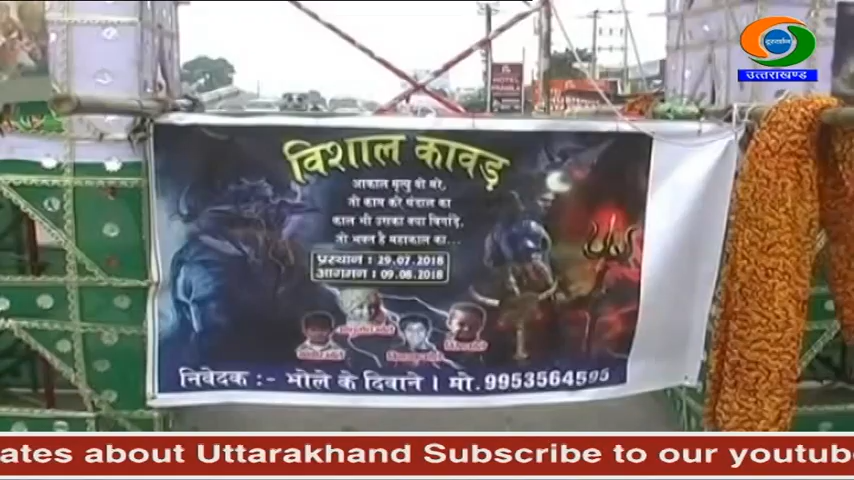 दूरदर्शन
उत्तराखण्ड
HOTEL
विशाल कावड़
अकाल मृत्यु वो मरे,
जो काम करे चंडाल का
काल भी उसका क्या बिगाड़े,
जो भक्त है महाकाल का...
प्रस्थान : 29.07.2018
आगमन : 09.08.2018
निवेदक :- भोले के दिवाने । मो. 9953564595
ates about Uttarakhand Subscribe to our youtub